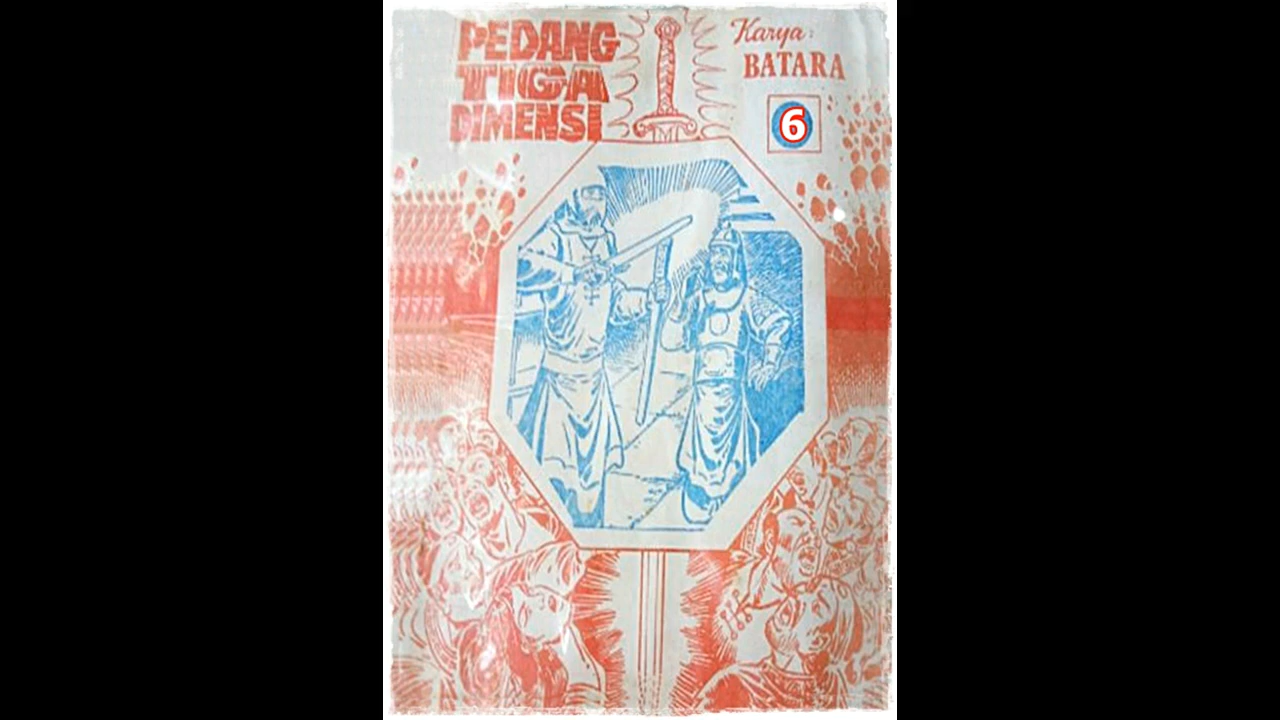 PEDANG
TIGA
DIMENSI
Karya:
BATARA
6